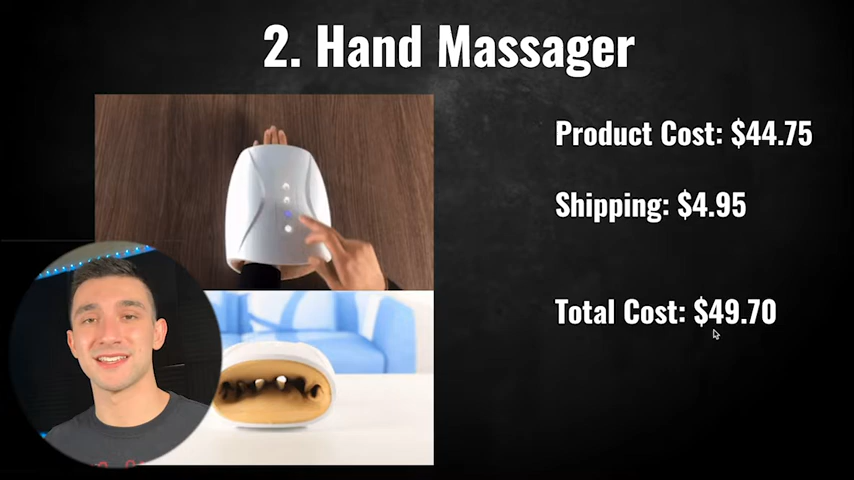 2. Hand Massager
Product Cost: $44.75
Shipping: $4.95
Total Cost: $49.70